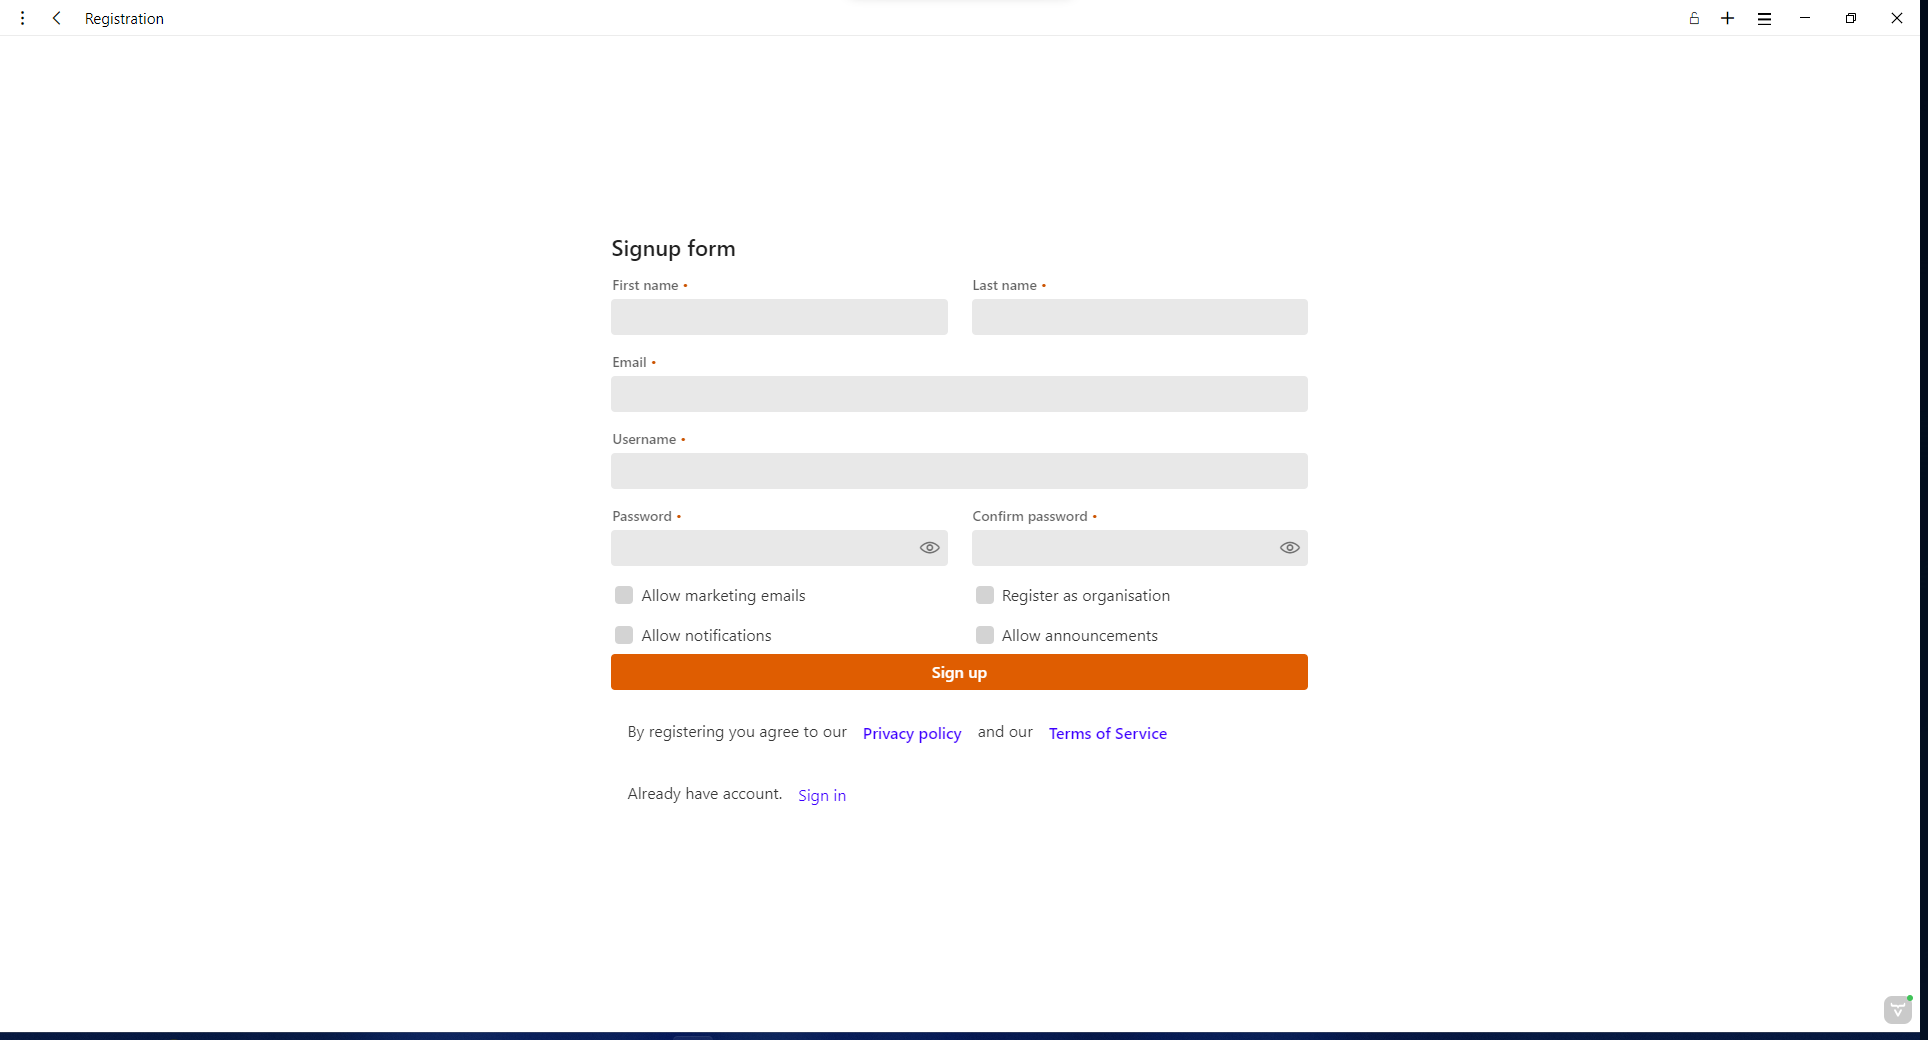 Registration
Signup form
First name • Last name •
Email •
Username •
Password • Confirm password •
Allow marketing emails Register as organisation
Allow notifications Allow announcements
Sign up
By registering you agree to our Privacy policy and our Terms of Service
Already have account. Sign in